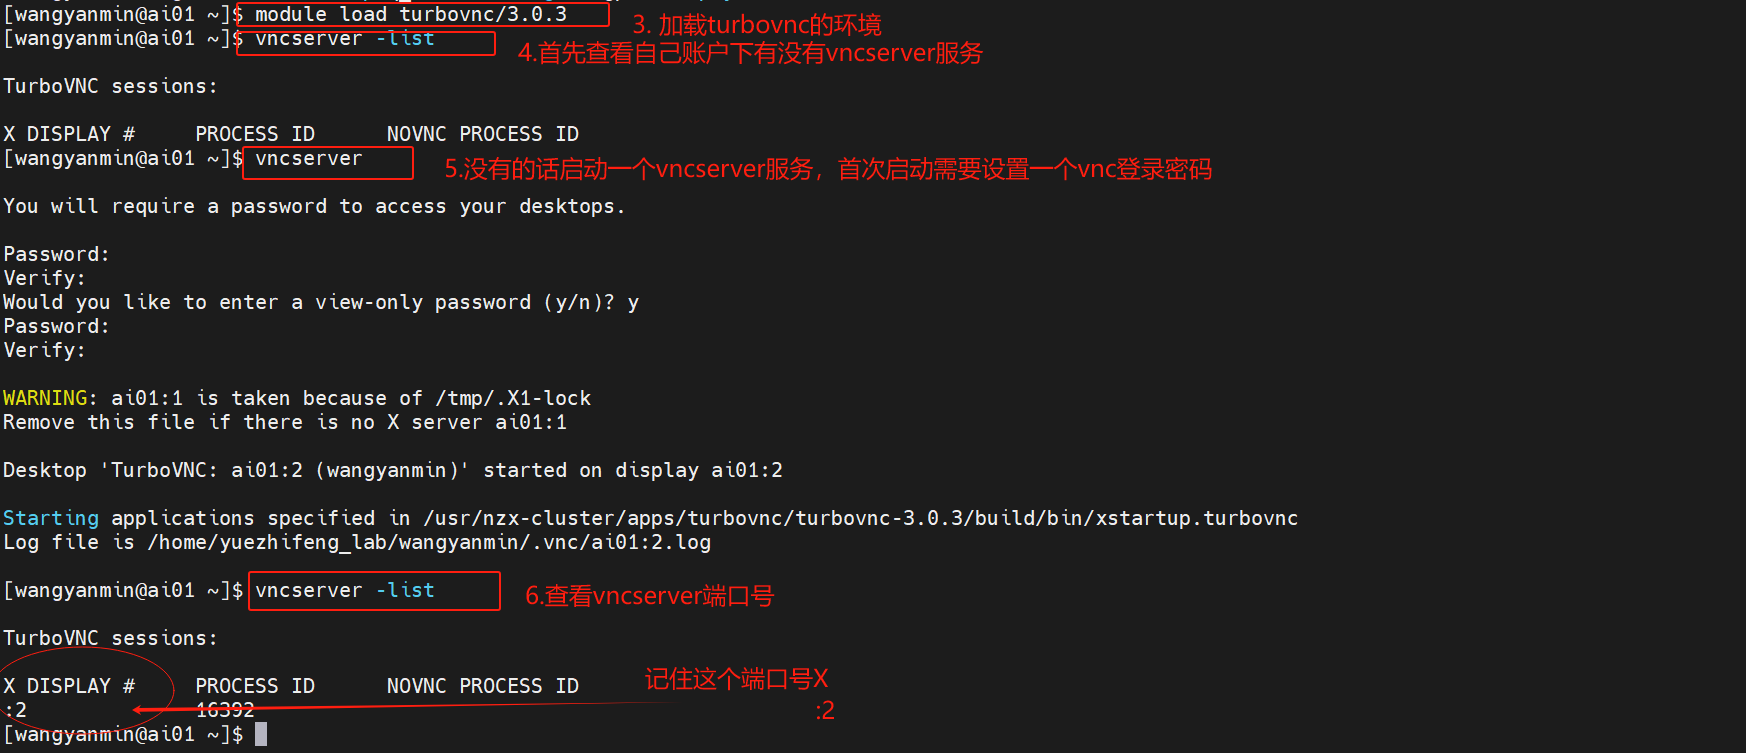 [wangyanmin@ai01 ~]$ module load turbovnc/3.0.3
3. 加载turbovnc的环境
[wangyanmin@ai01 ~]$ vncserver -list
4.首先查看自己账户下有没有vncserver服务
TurboVNC sessions:
X DISPLAY #     PROCESS ID      NOVNC PROCESS ID
[wangyanmin@ai01 ~]$ vncserver
5.没有的话启动一个vncserver服务，首次启动需要设置一个vnc登录密码
You will require a password to access your desktops.
Password:
Verify:
Would you like to enter a view-only password (y/n)? y
Password:
Verify:
WARNING: ai01:1 is taken because of /tmp/.X1-lock
Remove this file if there is no X server ai01:1
Desktop 'TurboVNC: ai01:2 (wangyanmin)' started on display ai01:2
Starting applications specified in /usr/nzx-cluster/apps/turbovnc/turbovnc-3.0.3/build/bin/xstartup.turbovnc
Log file is /home/yuezhifeng_lab/wangyanmin/.vnc/ai01:2.log
[wangyanmin@ai01 ~]$ vncserver -list
6.查看vncserver端口号
TurboVNC sessions:
X DISPLAY #     PROCESS ID      NOVNC PROCESS ID
记住这个端口号X
:2              16392
:2
[wangyanmin@ai01 ~]$